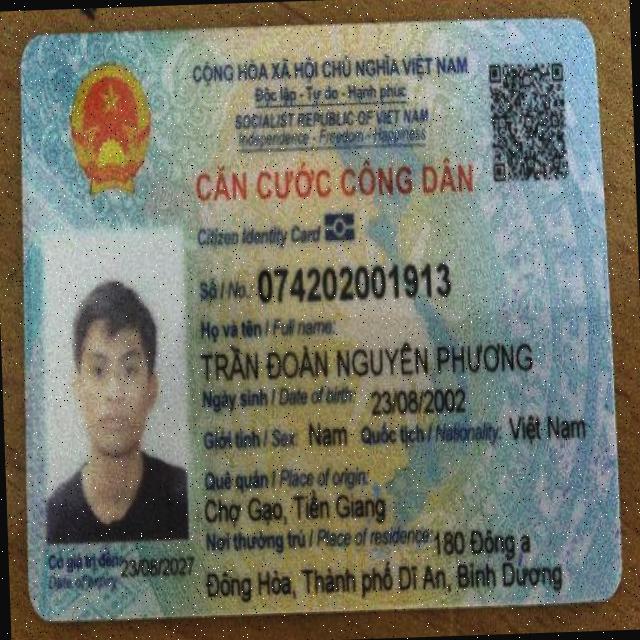 CỘNG HÒA XÃ HỘI CHỦ NGHĨA VIỆT NAM
Độc lập - Tự do - Hạnh phúc
SOCIALIST REPUBLIC OF VIET NAM
Independence - Freedom - Happiness
CĂN CƯỚC CÔNG DÂN
Citizen Identity Card
Số / No.: 074202001913
Họ và tên / Full name:
TRẦN ĐOÀN NGUYÊN PHƯƠNG
Ngày sinh / Date of birth: 23/08/2002
Giới tính / Sex: Nam Quốc tịch / Nationality: Việt Nam
Quê quán / Place of origin:
Chợ Gạo, Tiền Giang
Nơi thường trú / Place of residence: 180 Đông a
Đông Hòa, Thành phố Dĩ An, Bình Dương
Có giá trị đến: 23/08/2027
Date of expiry